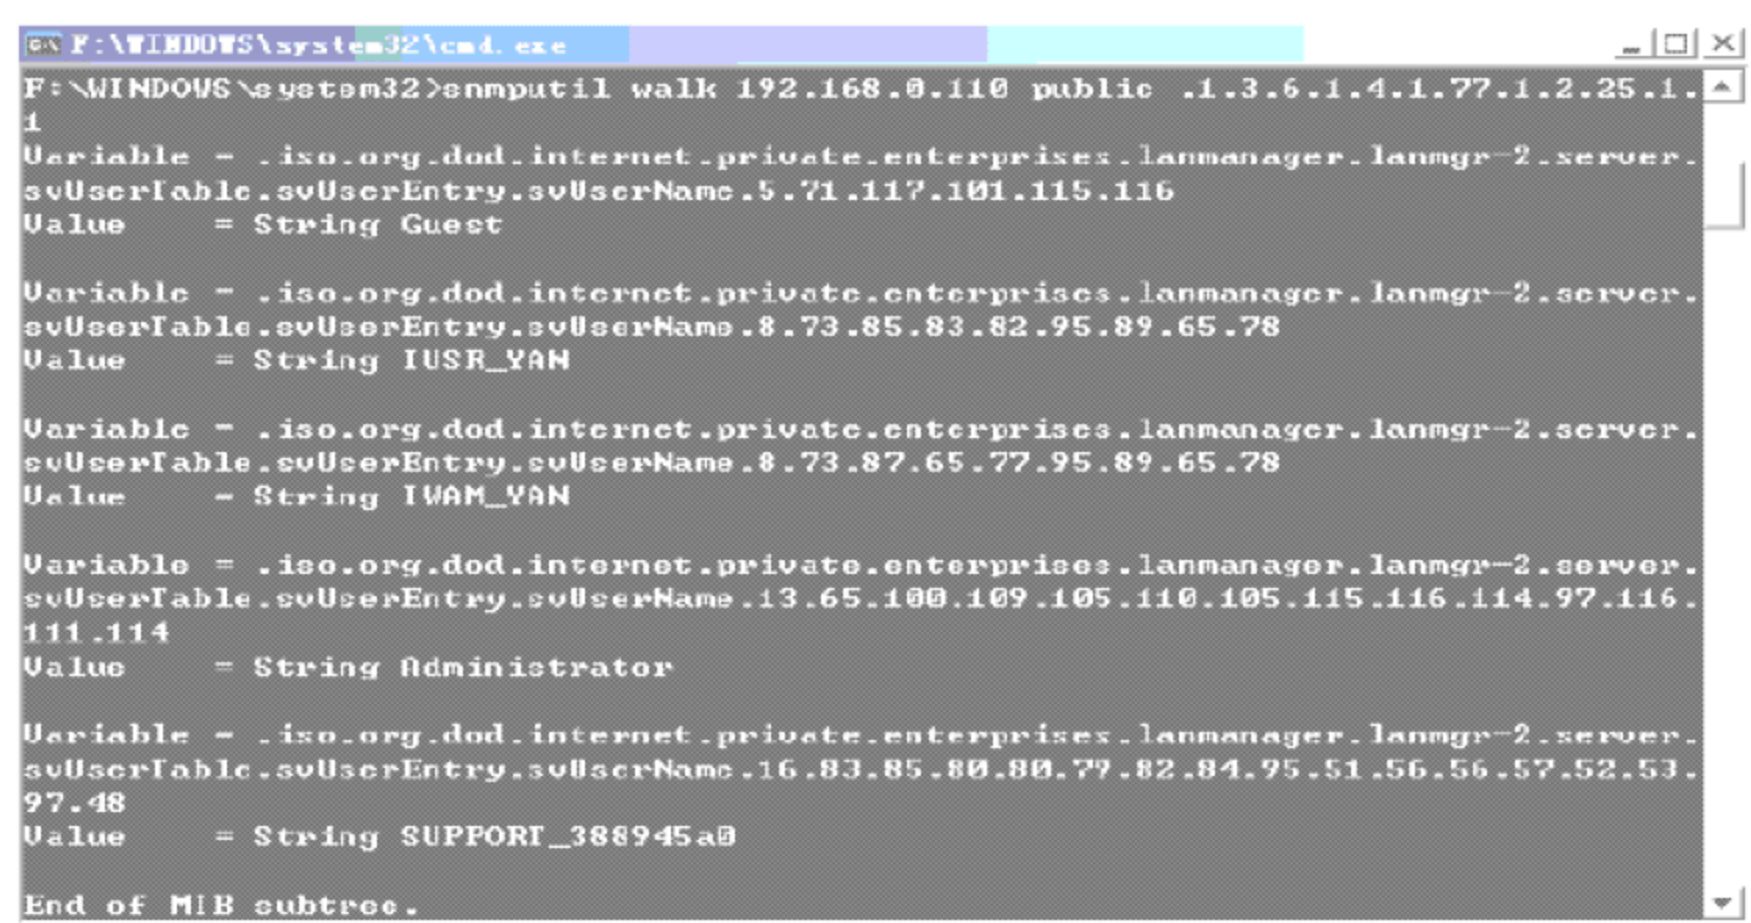 F:\WINDOWS\system32\cmd.exe
F:\WINDOWS\system32>snmputil walk 192.168.0.110 public .1.3.6.1.4.1.77.1.2.25.1.
1
Variable = .iso.org.dod.internet.private.enterprises.lanmanager.lanmgr-2.server.
svUserTable.svUserEntry.svUserName.5.71.117.101.115.116
Value    = String Guest
Variable = .iso.org.dod.internet.private.enterprises.lanmanager.lanmgr-2.server.
svUserTable.svUserEntry.svUserName.8.73.85.83.82.95.89.65.78
Value    = String IUSR_YAN
Variable = .iso.org.dod.internet.private.enterprises.lanmanager.lanmgr-2.server.
svUserTable.svUserEntry.svUserName.8.73.87.65.77.95.89.65.78
Value    = String IWAM_YAN
Variable = .iso.org.dod.internet.private.enterprises.lanmanager.lanmgr-2.server.
svUserTable.svUserEntry.svUserName.13.65.100.109.105.110.105.115.116.114.97.116.
111.114
Value    = String Administrator
Variable = .iso.org.dod.internet.private.enterprises.lanmanager.lanmgr-2.server.
svUserTable.svUserEntry.svUserName.16.83.85.80.80.79.82.84.95.51.56.56.57.52.53.
97.48
Value    = String SUPPORT_388945a0
End of MIB subtree.